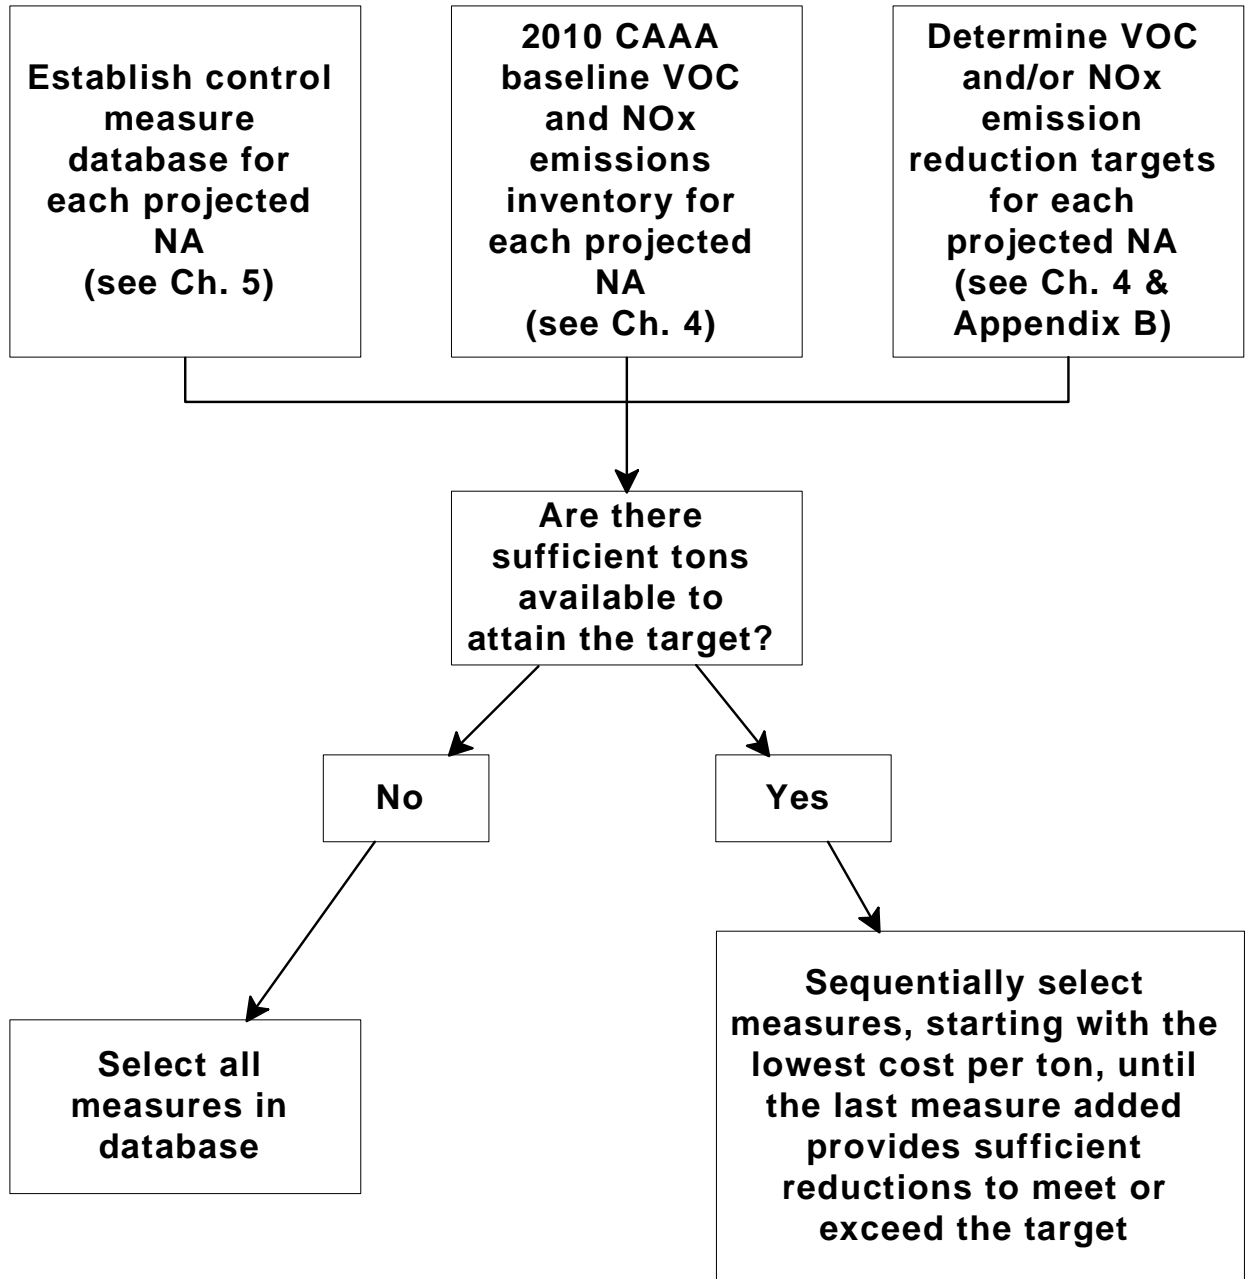 Establish control
measure
database for
each projected
NA
(see Ch. 5)
2010 CAAA
baseline VOC
and NOx
emissions
inventory for
each projected
NA
(see Ch. 4)
Determine VOC
and/or NOx
emission
reduction targets
for each
projected NA
(see Ch. 4 &
Appendix B)
Are there
sufficient tons
available to
attain the target?
No
Yes
Select all
measures in
database
Sequentially select
measures, starting with the
lowest cost per ton, until
the last measure added
provides sufficient
reductions to meet or
exceed the target